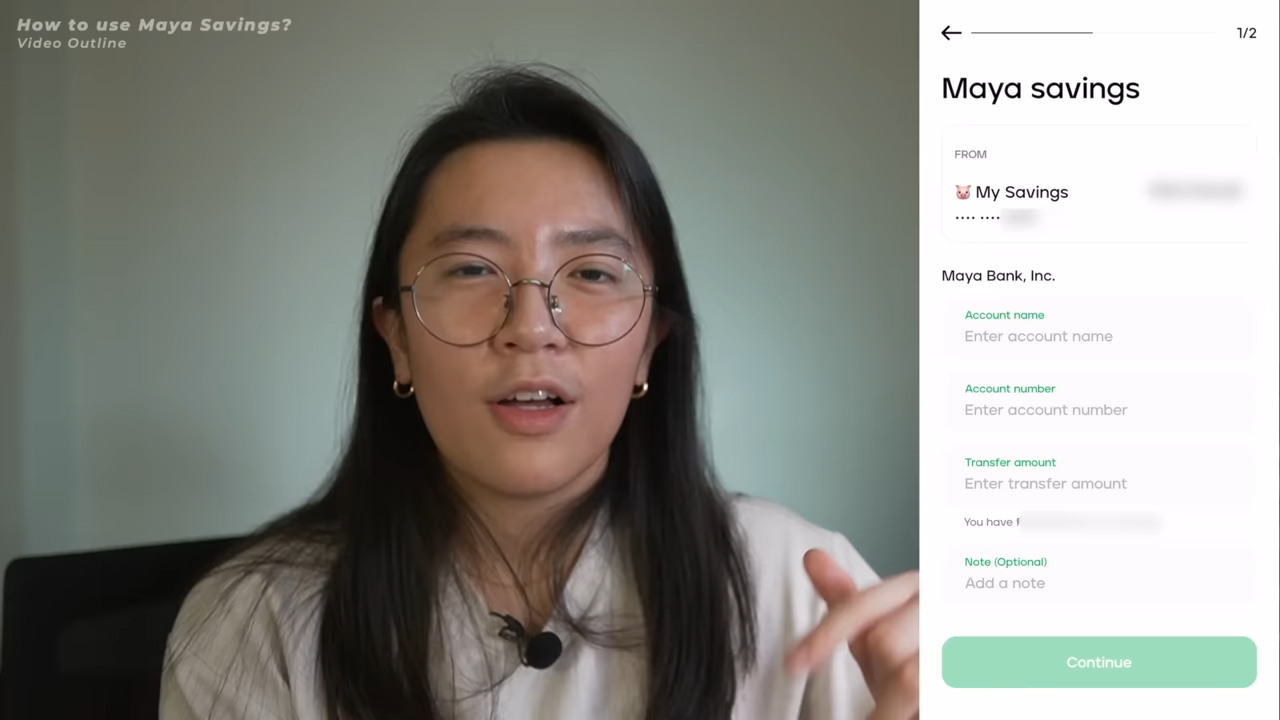 How to use Maya Savings?
Video Outline
1/2
Maya savings
FROM
My Savings
•••• ••••
Maya Bank, Inc.
Account name
Enter account name
Account number
Enter account number
Transfer amount
Enter transfer amount
You have
Note (Optional)
Add a note
Continue